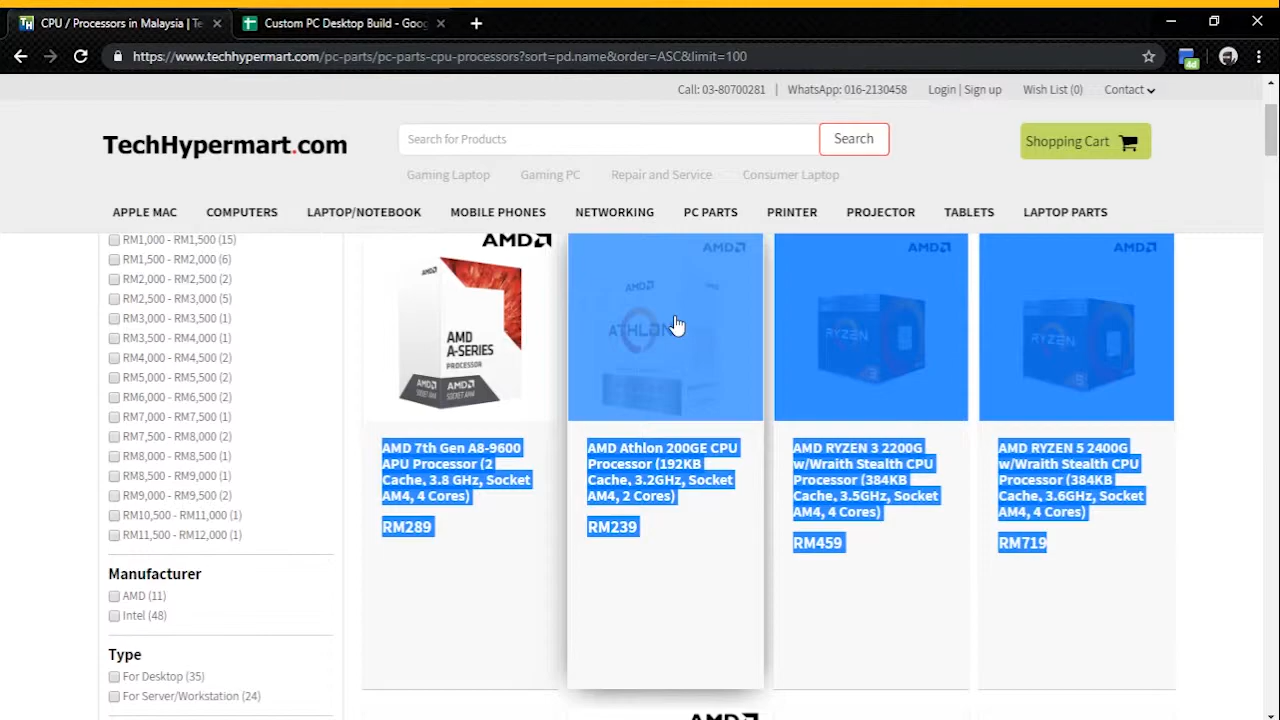 CPU / Processors in Malaysia | Te
Custom PC Desktop Build - Goog
https://www.techhypermart.com/pc-parts/pc-parts-cpu-processors?sort=pd.name&order=ASC&limit=100
4d
Call: 03-80700281 | WhatsApp: 016-2130458 Login | Sign up Wish List (0) Contact
TechHypermart.com
Search for Products
Search
Shopping Cart
Gaming Laptop Gaming PC Repair and Service Consumer Laptop
APPLE MAC COMPUTERS LAPTOP/NOTEBOOK MOBILE PHONES NETWORKING PC PARTS PRINTER PROJECTOR TABLETS LAPTOP PARTS
RM1,000 - RM1,500 (15)
RM1,500 - RM2,000 (6)
RM2,000 - RM2,500 (2)
RM2,500 - RM3,000 (5)
RM3,000 - RM3,500 (1)
RM3,500 - RM4,000 (1)
RM4,000 - RM4,500 (2)
RM5,000 - RM5,500 (2)
RM6,000 - RM6,500 (2)
RM7,000 - RM7,500 (1)
RM7,500 - RM8,000 (2)
RM8,000 - RM8,500 (1)
RM8,500 - RM9,000 (1)
RM9,000 - RM9,500 (2)
RM10,500 - RM11,000 (1)
RM11,500 - RM12,000 (1)
Manufacturer
AMD (11)
Intel (48)
Type
For Desktop (35)
For Server/Workstation (24)
AMD
AMD
AMD
A-SERIES
PROCESSOR
AMD AMD
AMD 7th Gen A8-9600
APU Processor (2
Cache, 3.8 GHz, Socket
AM4, 4 Cores)
RM289
AMD
AMD
ATHLON
AMD Athlon 200GE CPU
Processor (192KB
Cache, 3.2GHz, Socket
AM4, 2 Cores)
RM239
AMD
RYZEN
AMD RYZEN 3 2200G
w/Wraith Stealth CPU
Processor (384KB
Cache, 3.5GHz, Socket
AM4, 4 Cores)
RM459
AMD
RYZEN
AMD RYZEN 5 2400G
w/Wraith Stealth CPU
Processor (384KB
Cache, 3.6GHz, Socket
AM4, 4 Cores)
RM719
AMD